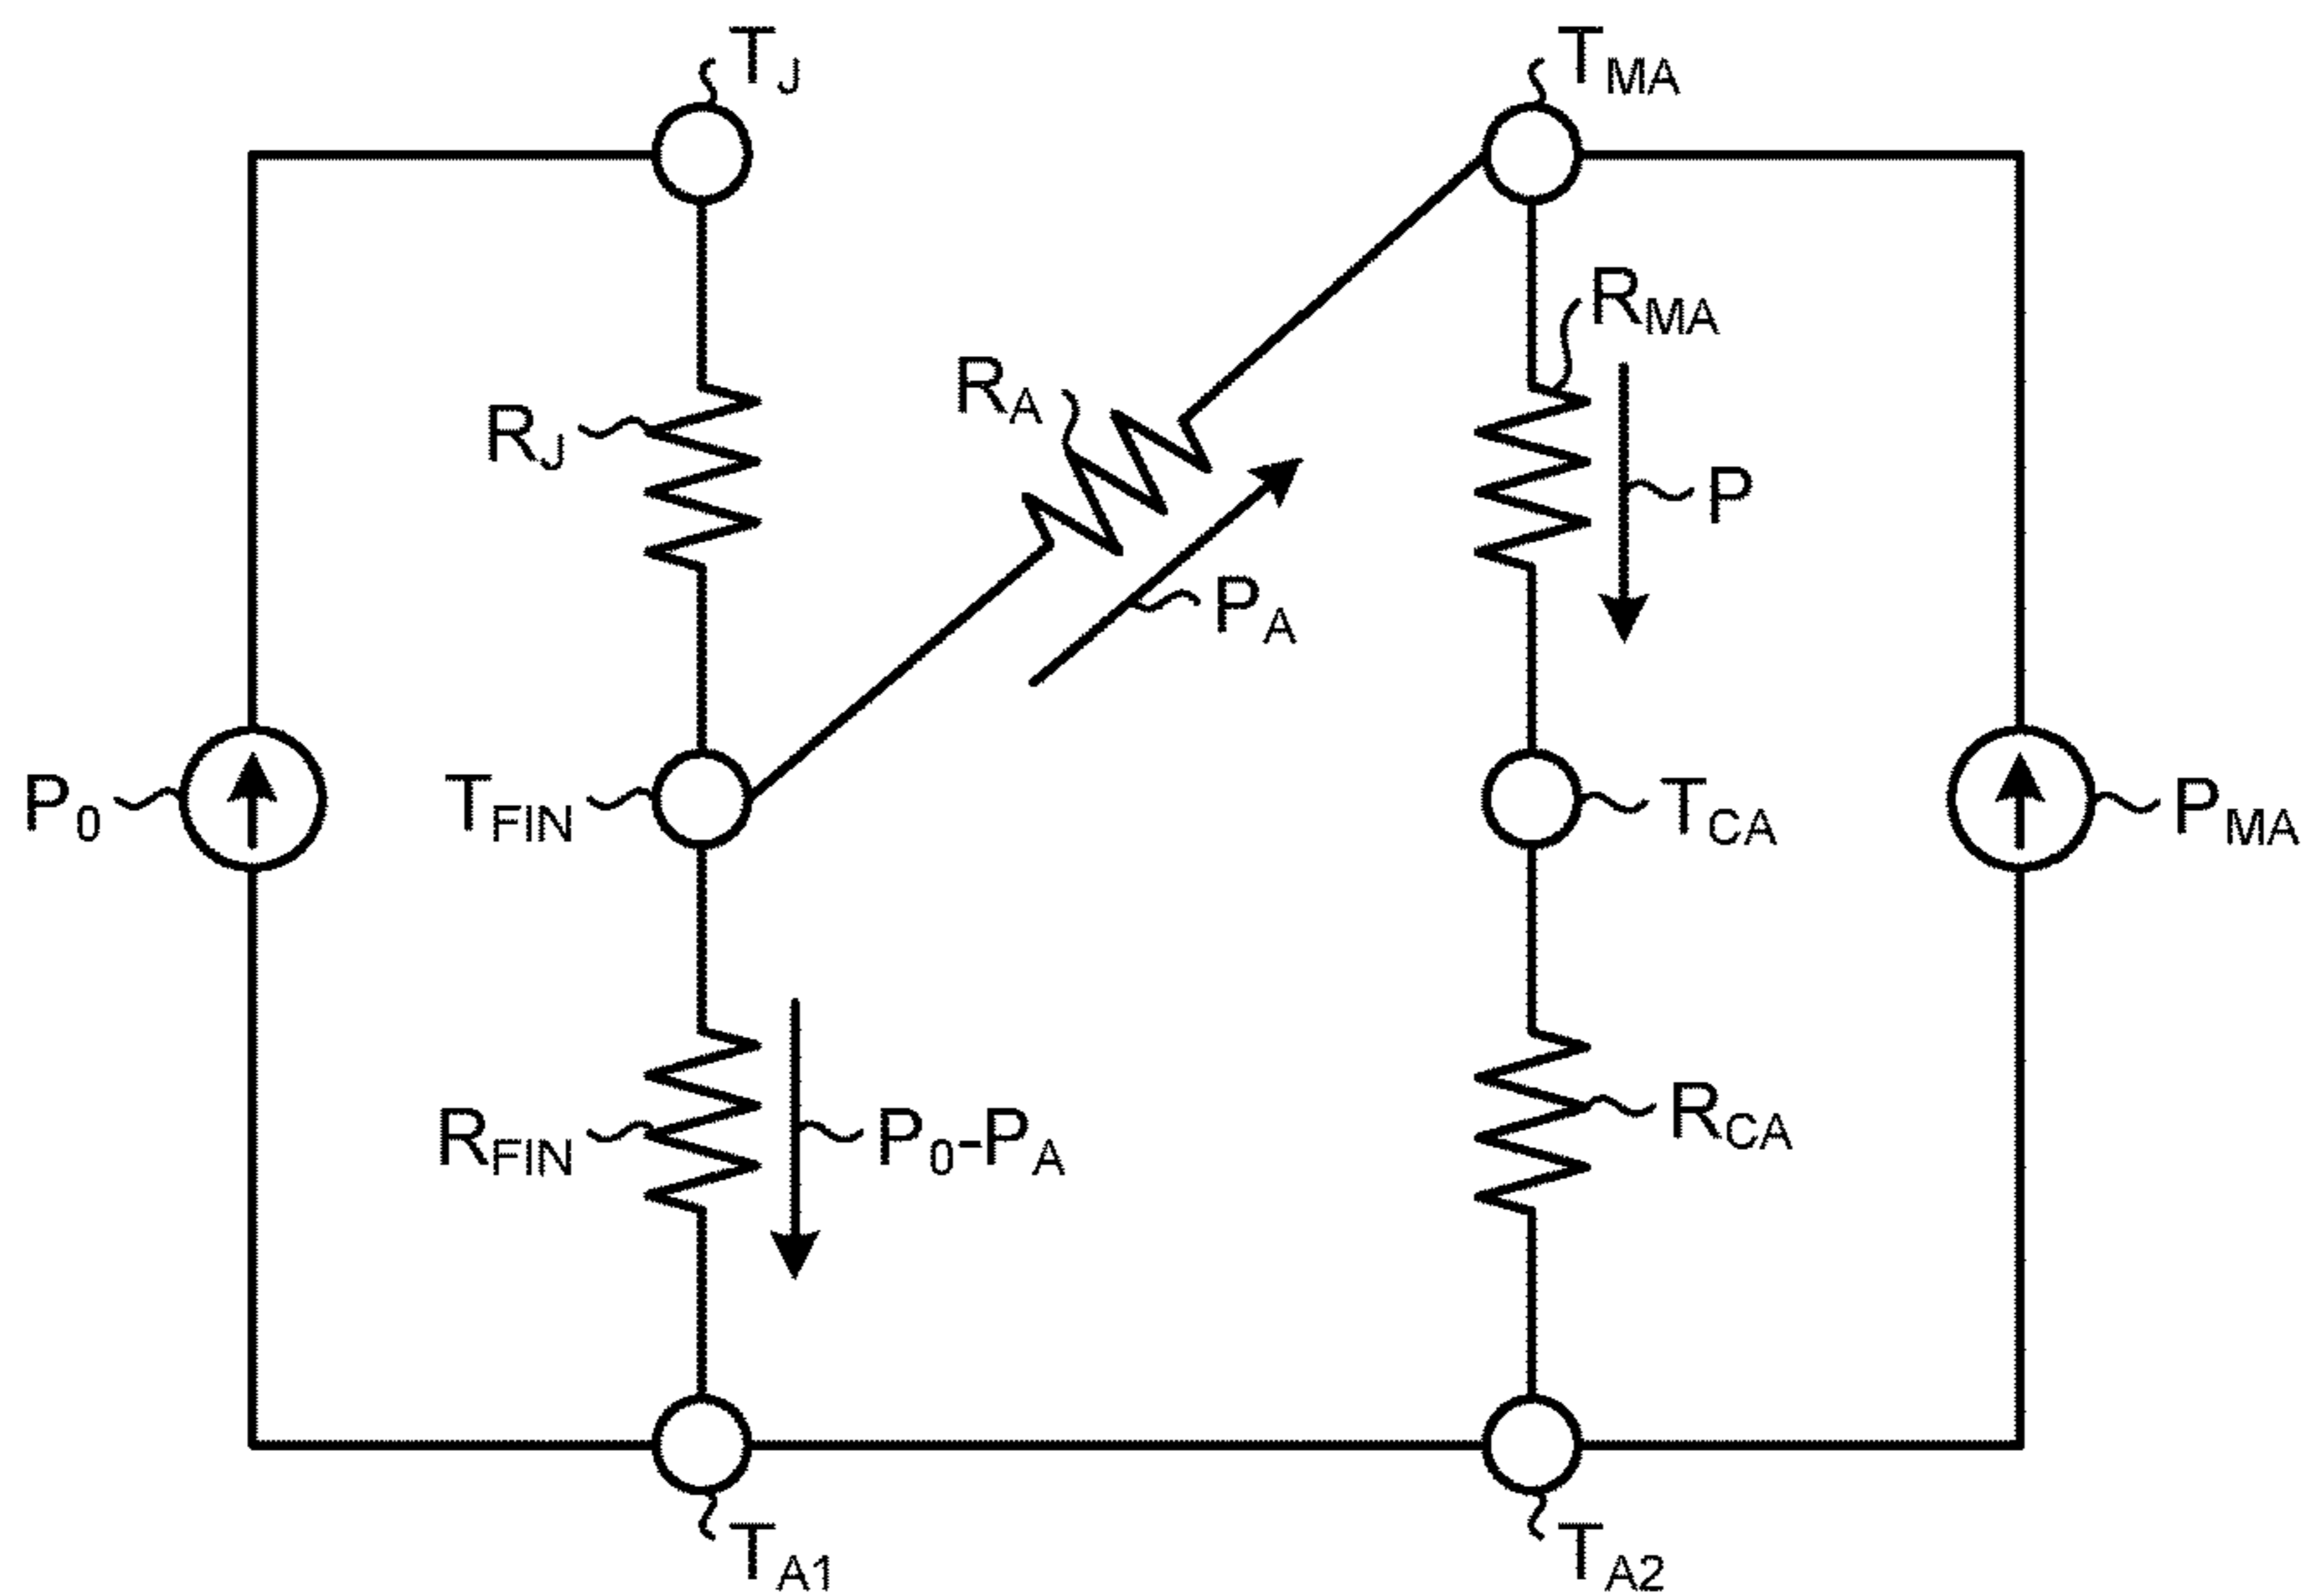 T_J
T_MA
R_MA
R_A
R_J
P
P_A
P_0
T_FIN
T_CA
P_MA
R_FIN
P_0-P_A
R_CA
T_A1
T_A2